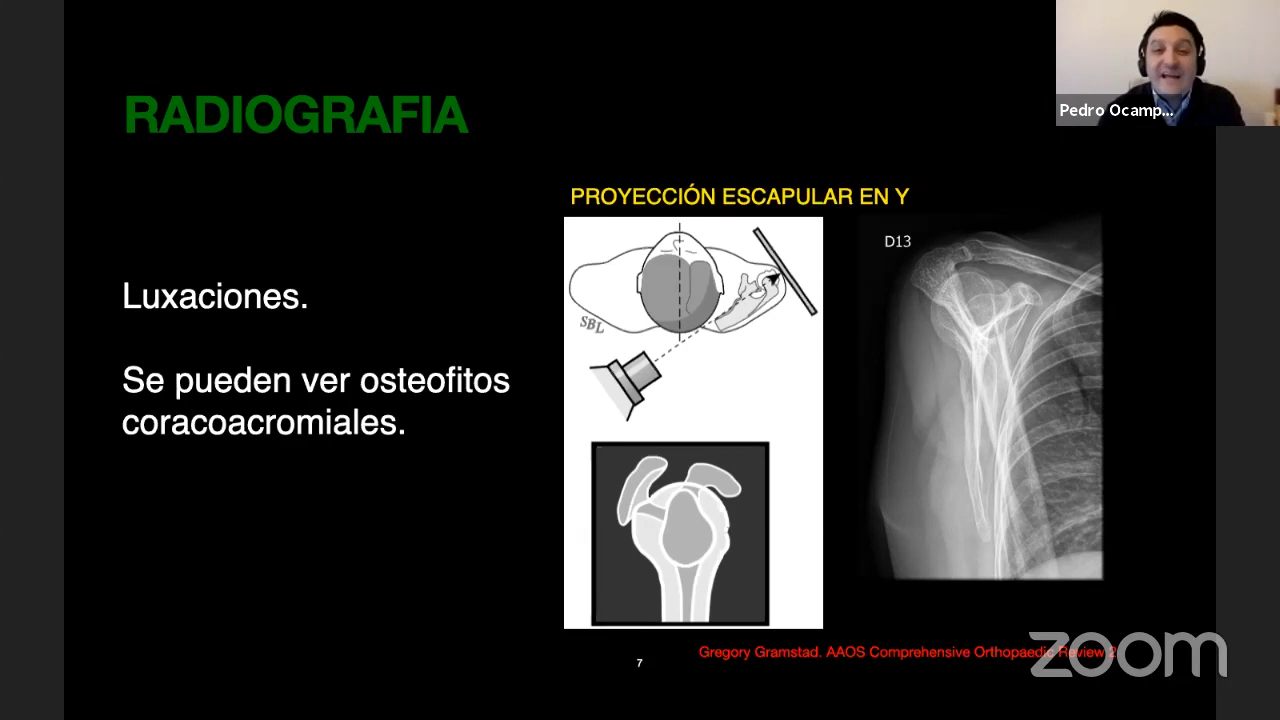 Pedro Ocamp...
RADIOGRAFIA
PROYECCIÓN ESCAPULAR EN Y
D13
SBL
Luxaciones.
Se pueden ver osteofitos
coracoacromiales.
Gregory Gramstad. AAOS Comprehensive Orthopaedic Review 2
7
zoom